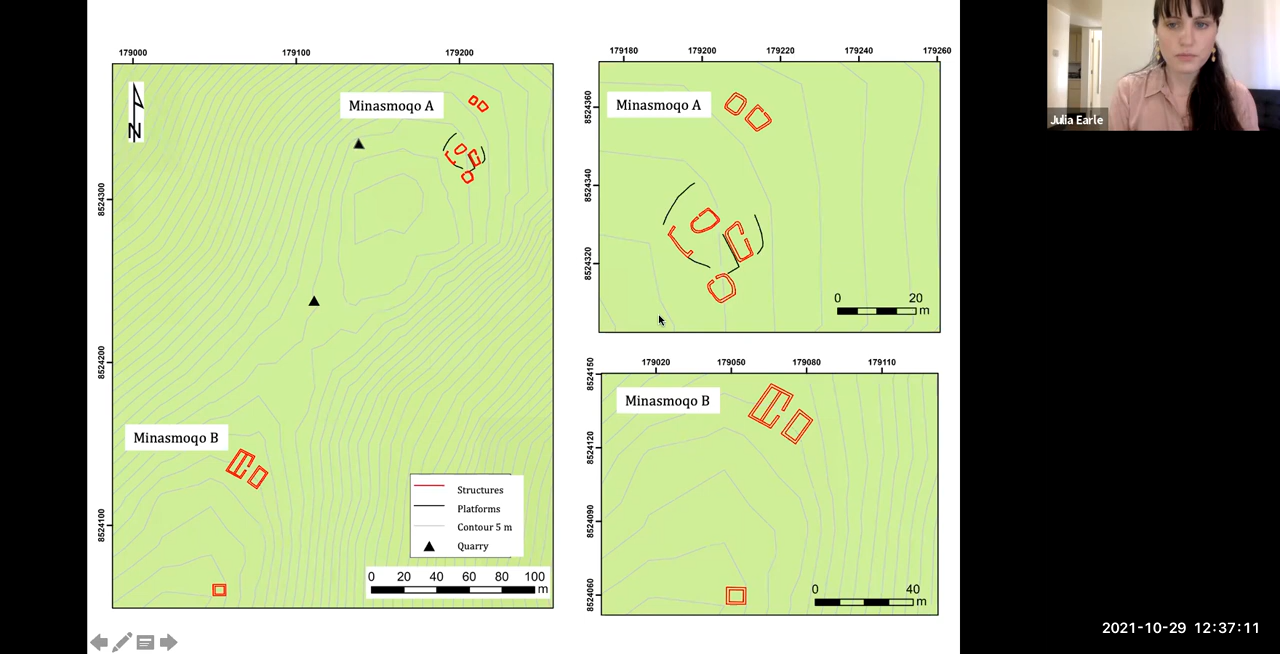 179000
179100
179200
Minasmoqo A
N
8524300
8524200
8524100
Minasmoqo B
Structures
Platforms
Contour 5 m
Quarry
0 20 40 60 80 100 m
179180
179200
179220
179240
179260
Minasmoqo A
8524360
8524340
8524320
0 20 m
179020
179050
179080
179110
Minasmoqo B
8524150
8524120
8524090
8524060
0 40 m
Julia Earle
2021-10-29 12:37:11